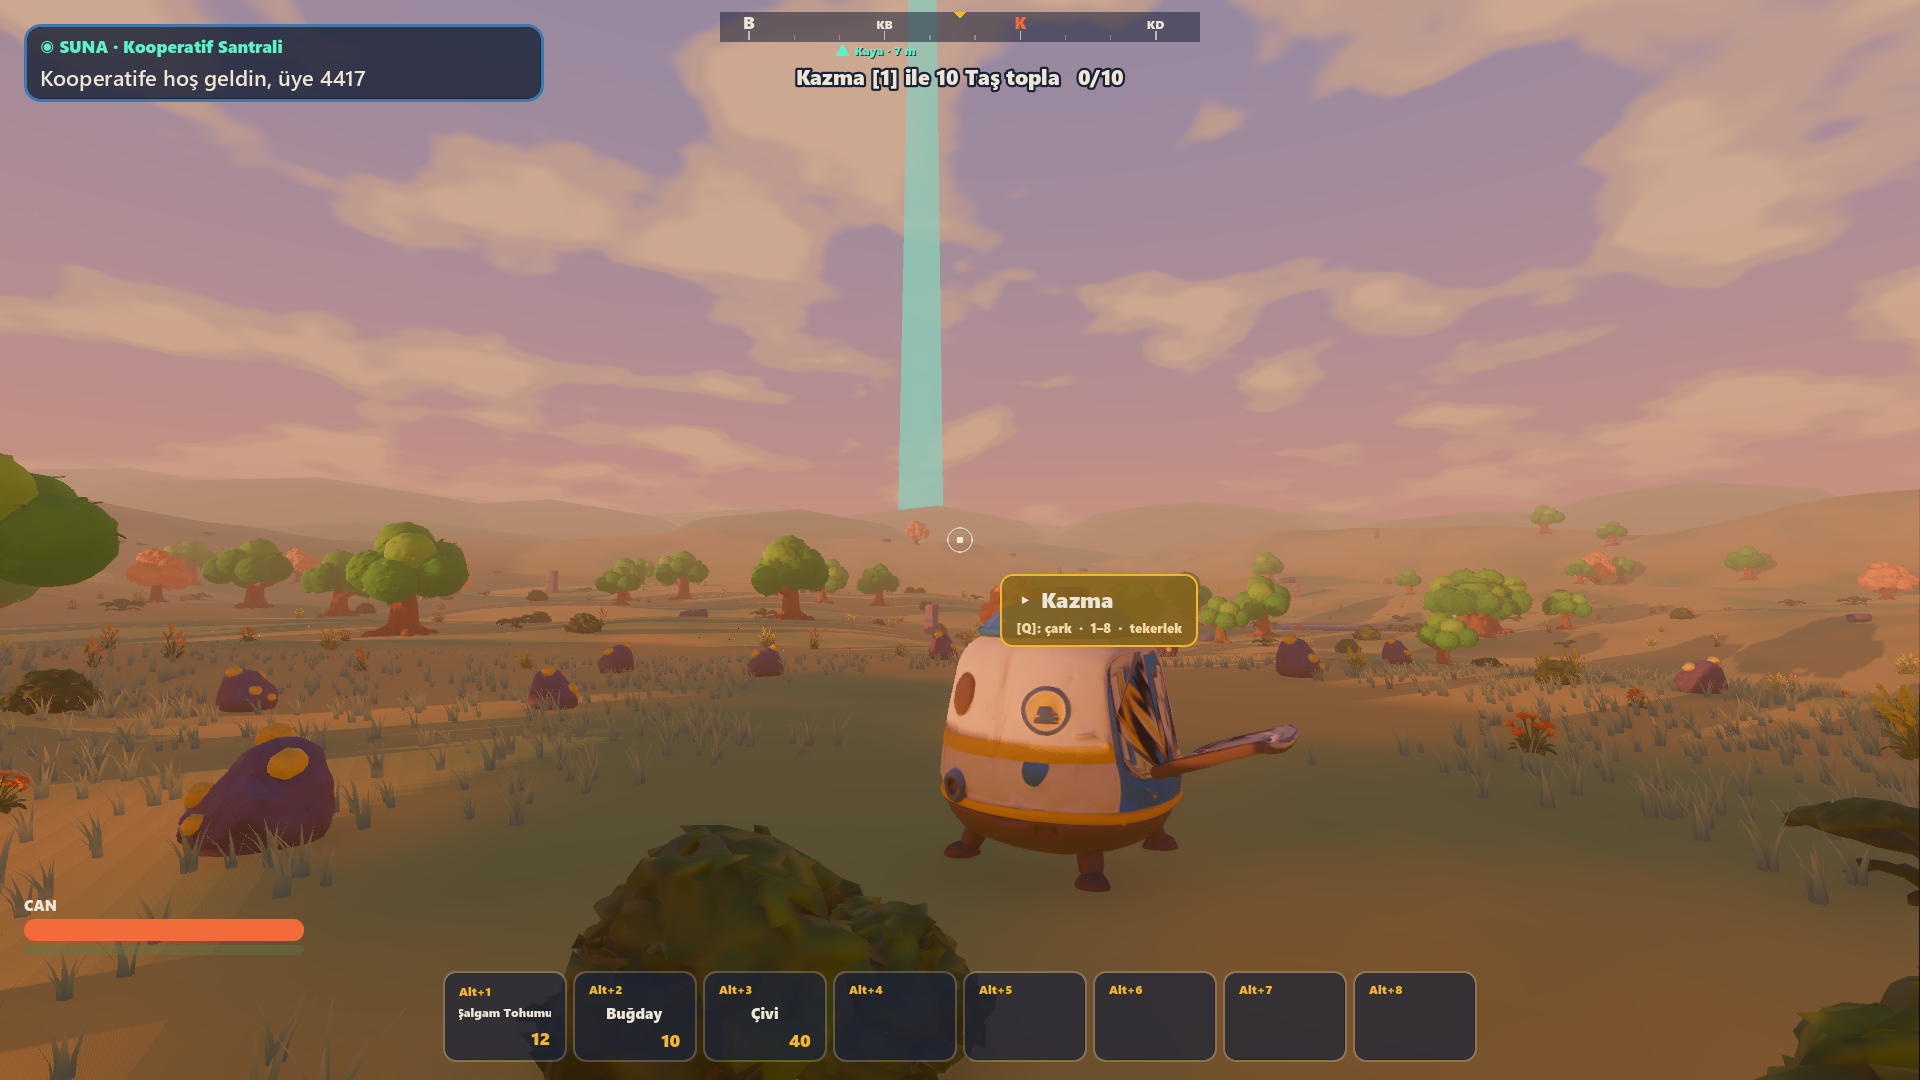 ◉ SUNA · Kooperatif Santrali
Kooperatife hoş geldin, üye 4417
B KB K KD
Kaya · 7 m
Kazma [1] ile 10 Taş topla 0/10
▸ Kazma
[Q]: çark · 1–8 · tekerlek
CAN
Alt+1
Şalgam Tohumu
12
Alt+2
Buğday
10
Alt+3
Çivi
40
Alt+4
Alt+5
Alt+6
Alt+7
Alt+8